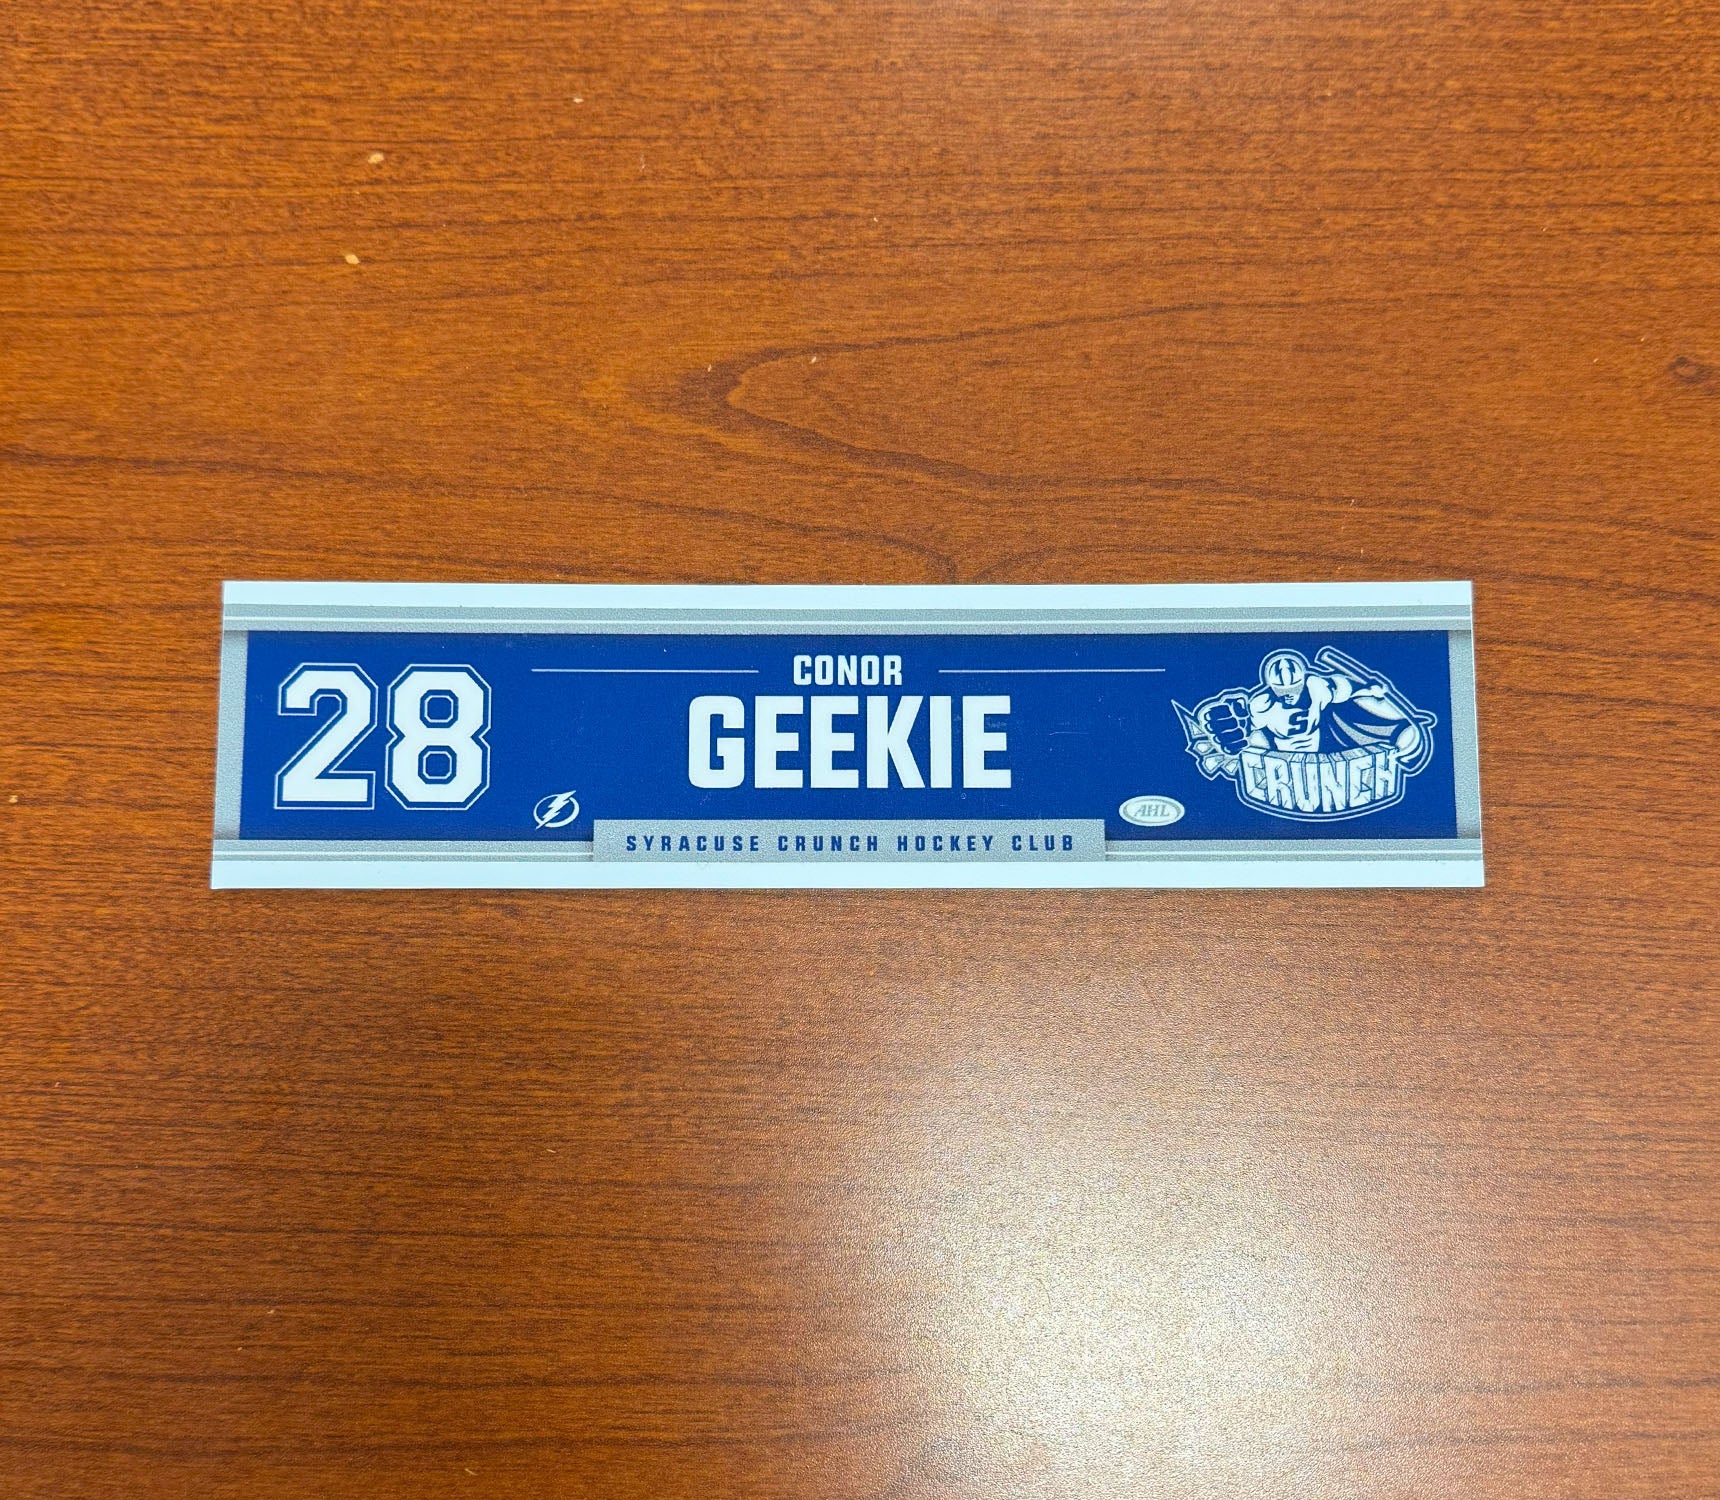 28
CONOR
GEEKIE
S
CRUNCH
AHL
SYRACUSE CRUNCH HOCKEY CLUB